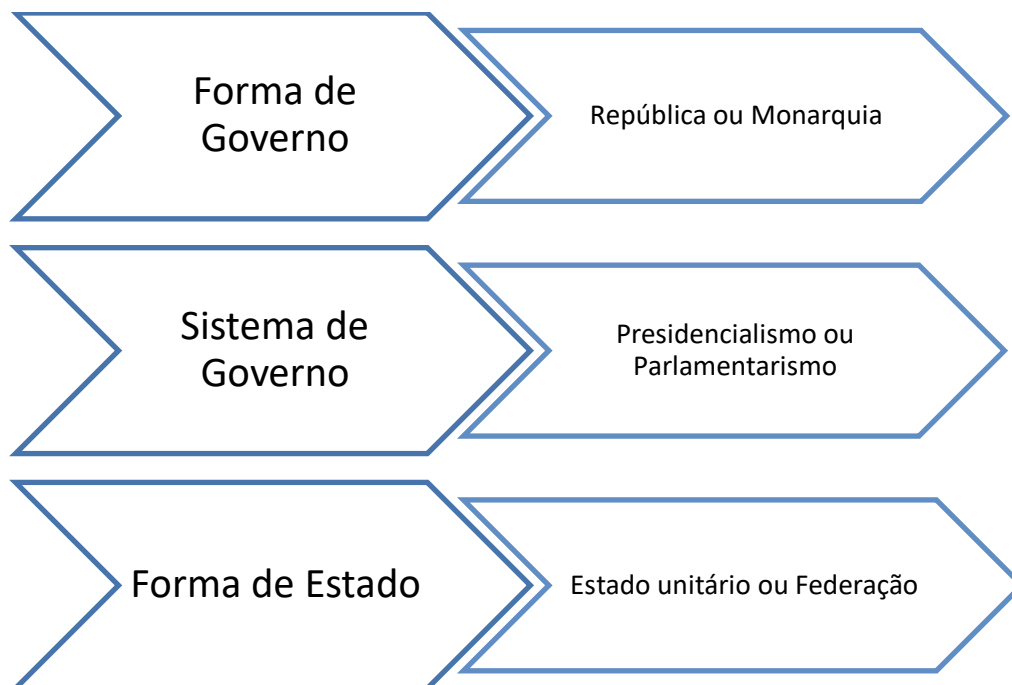 Forma de
Governo
República ou Monarquia
Sistema de
Governo
Presidencialismo ou
Parlamentarismo
Forma de Estado
Estado unitário ou Federação